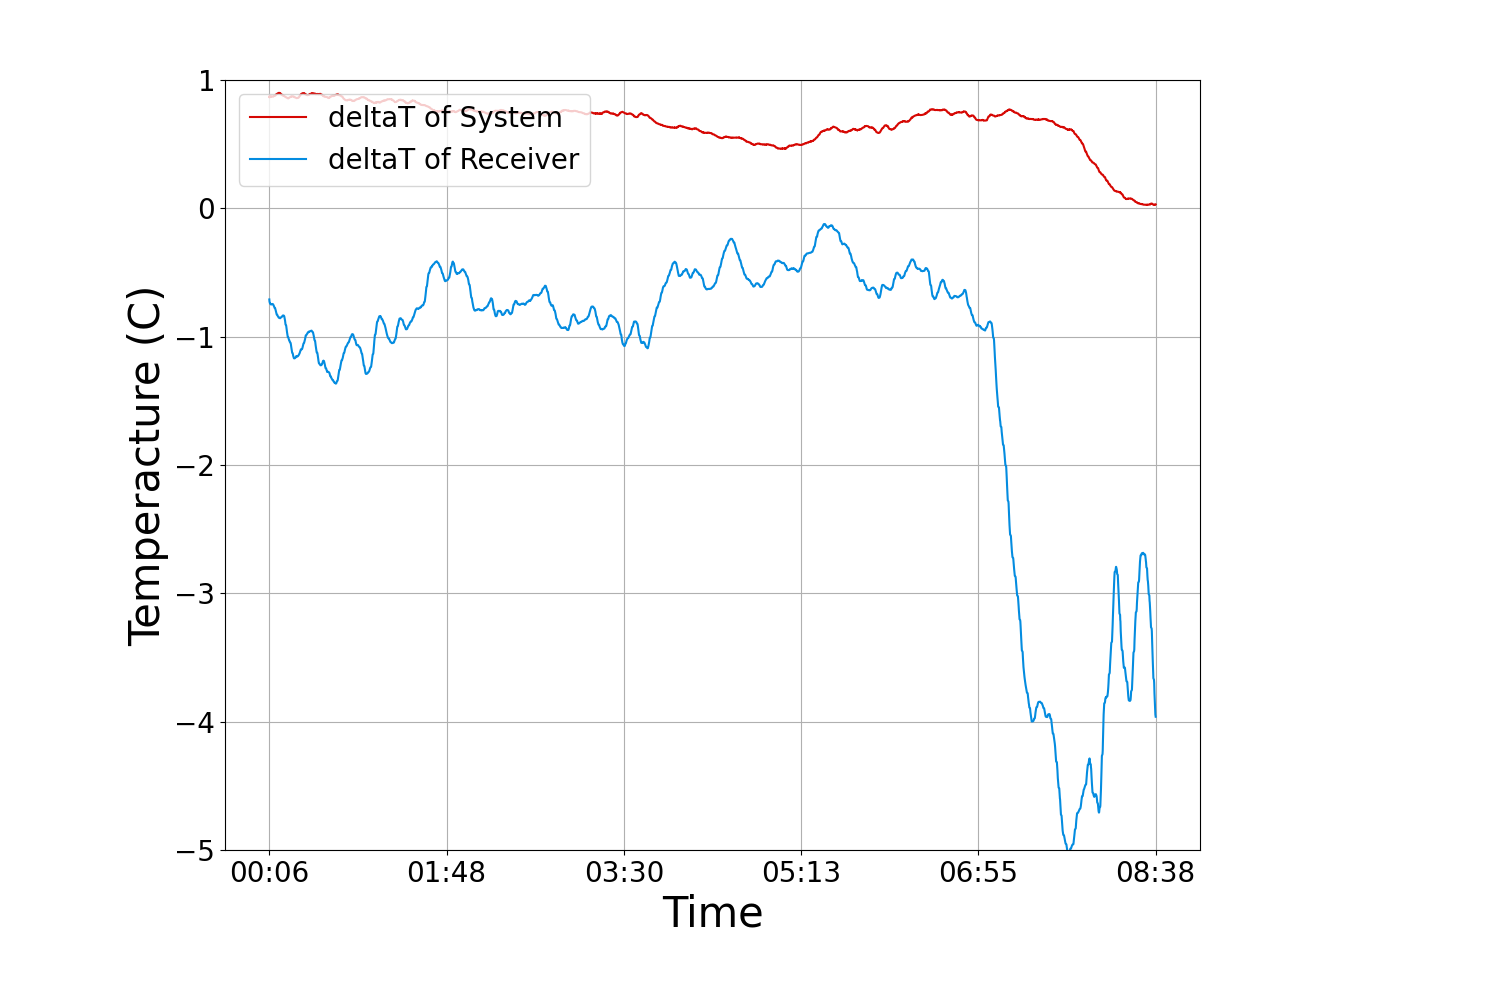 deltaT of System
deltaT of Receiver
1
0
−1
−2
−3
−4
−5
Temperacture (C)
00:06 01:48 03:30 05:13 06:55 08:38
Time